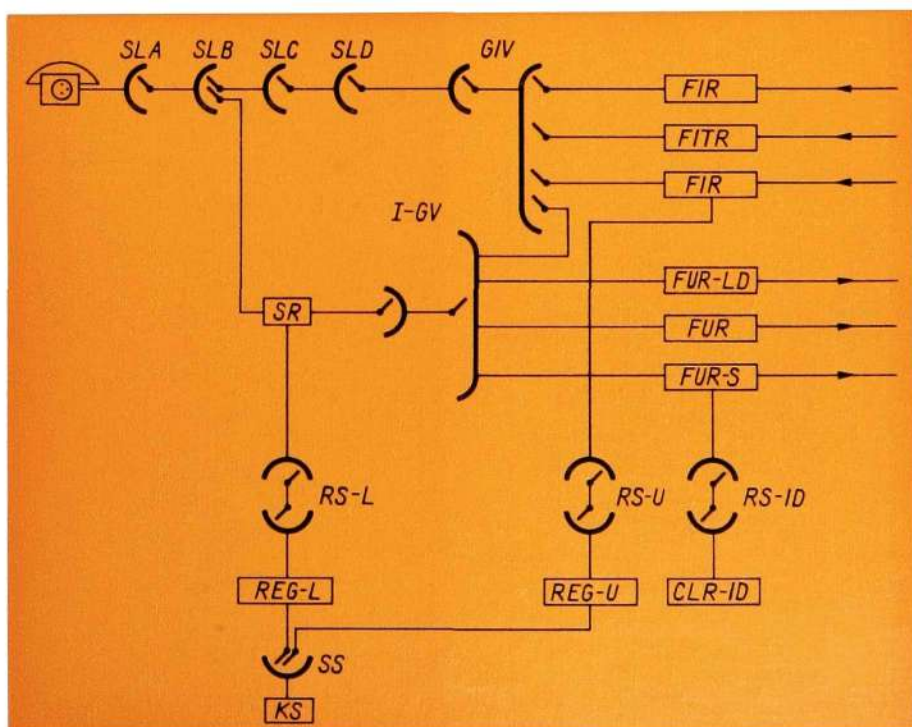 SLA SLB SLC SLD GIV
FIR
FITR
FIR
I-GV
FUR-LD
SR
FUR
FUR-S
RS-L RS-U RS-ID
REG-L REG-U CLR-ID
SS
KS